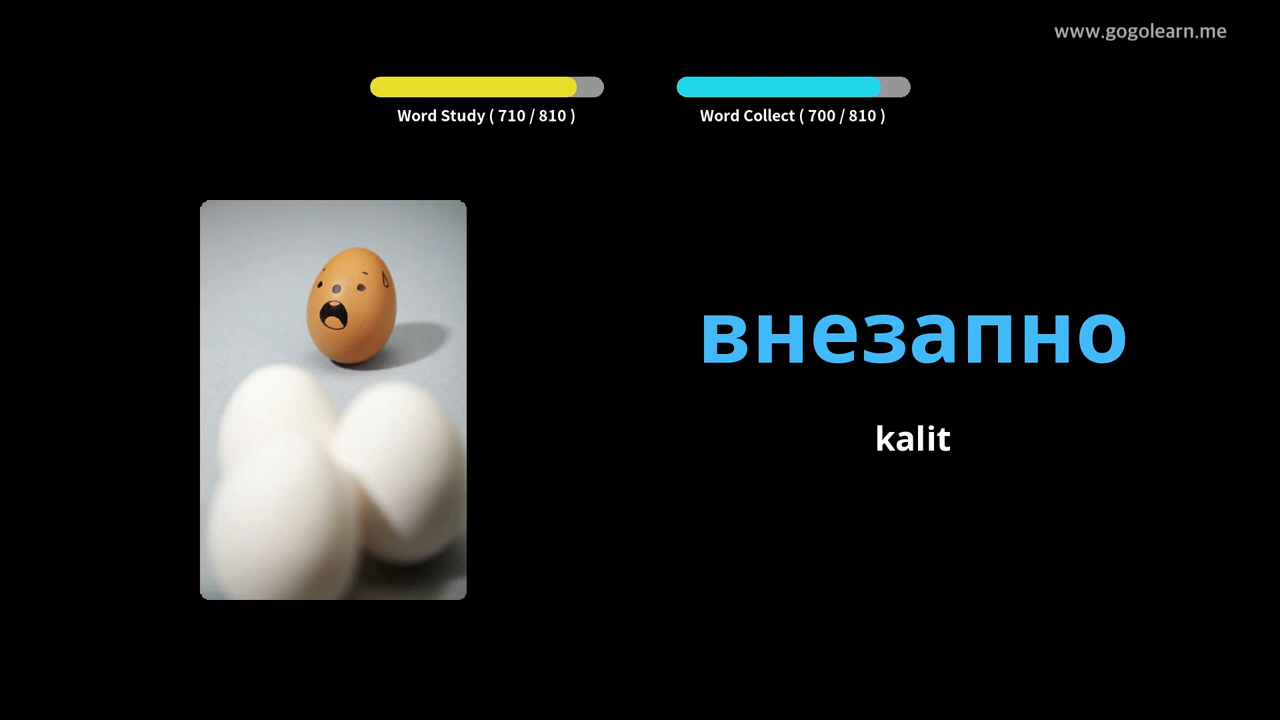 www.gogolearn.me
Word Study ( 710 / 810 )
Word Collect ( 700 / 810 )
внезапно
kalit